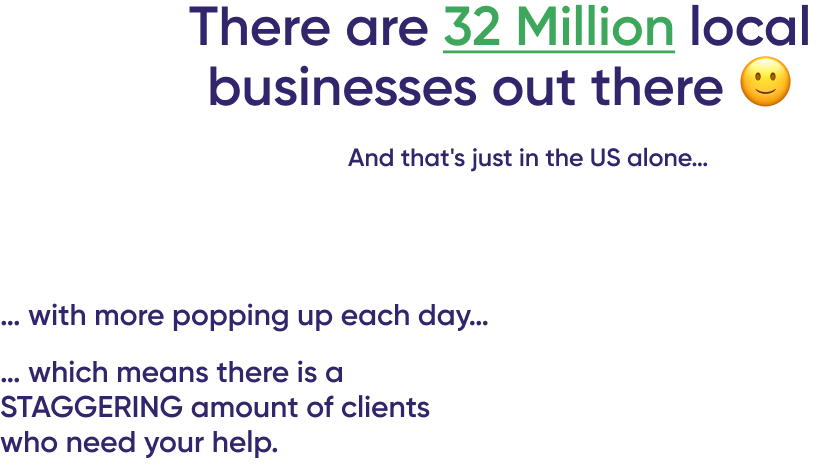 There are 32 Million local
businesses out there 🙂
And that's just in the US alone...
... with more popping up each day...
... which means there is a
STAGGERING amount of clients
who need your help.